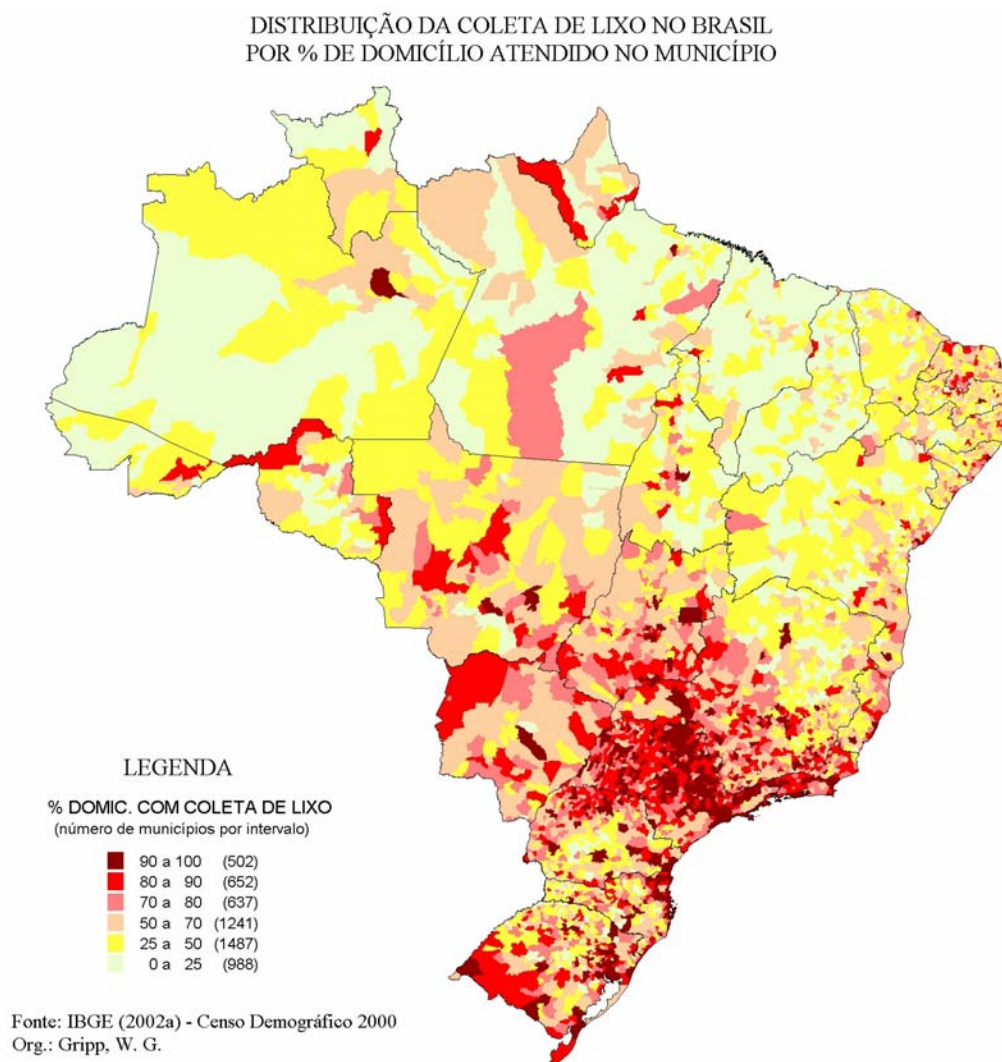 DISTRIBUIÇÃO DA COLETA DE LIXO NO BRASIL
POR % DE DOMICÍLIO ATENDIDO NO MUNICÍPIO
LEGENDA
% DOMIC. COM COLETA DE LIXO
(número de municípios por intervalo)
90 a 100 (502)
80 a 90 (652)
70 a 80 (637)
50 a 70 (1241)
25 a 50 (1487)
0 a 25 (988)
Fonte: IBGE (2002a) - Censo Demográfico 2000
Org.: Gripp, W. G.